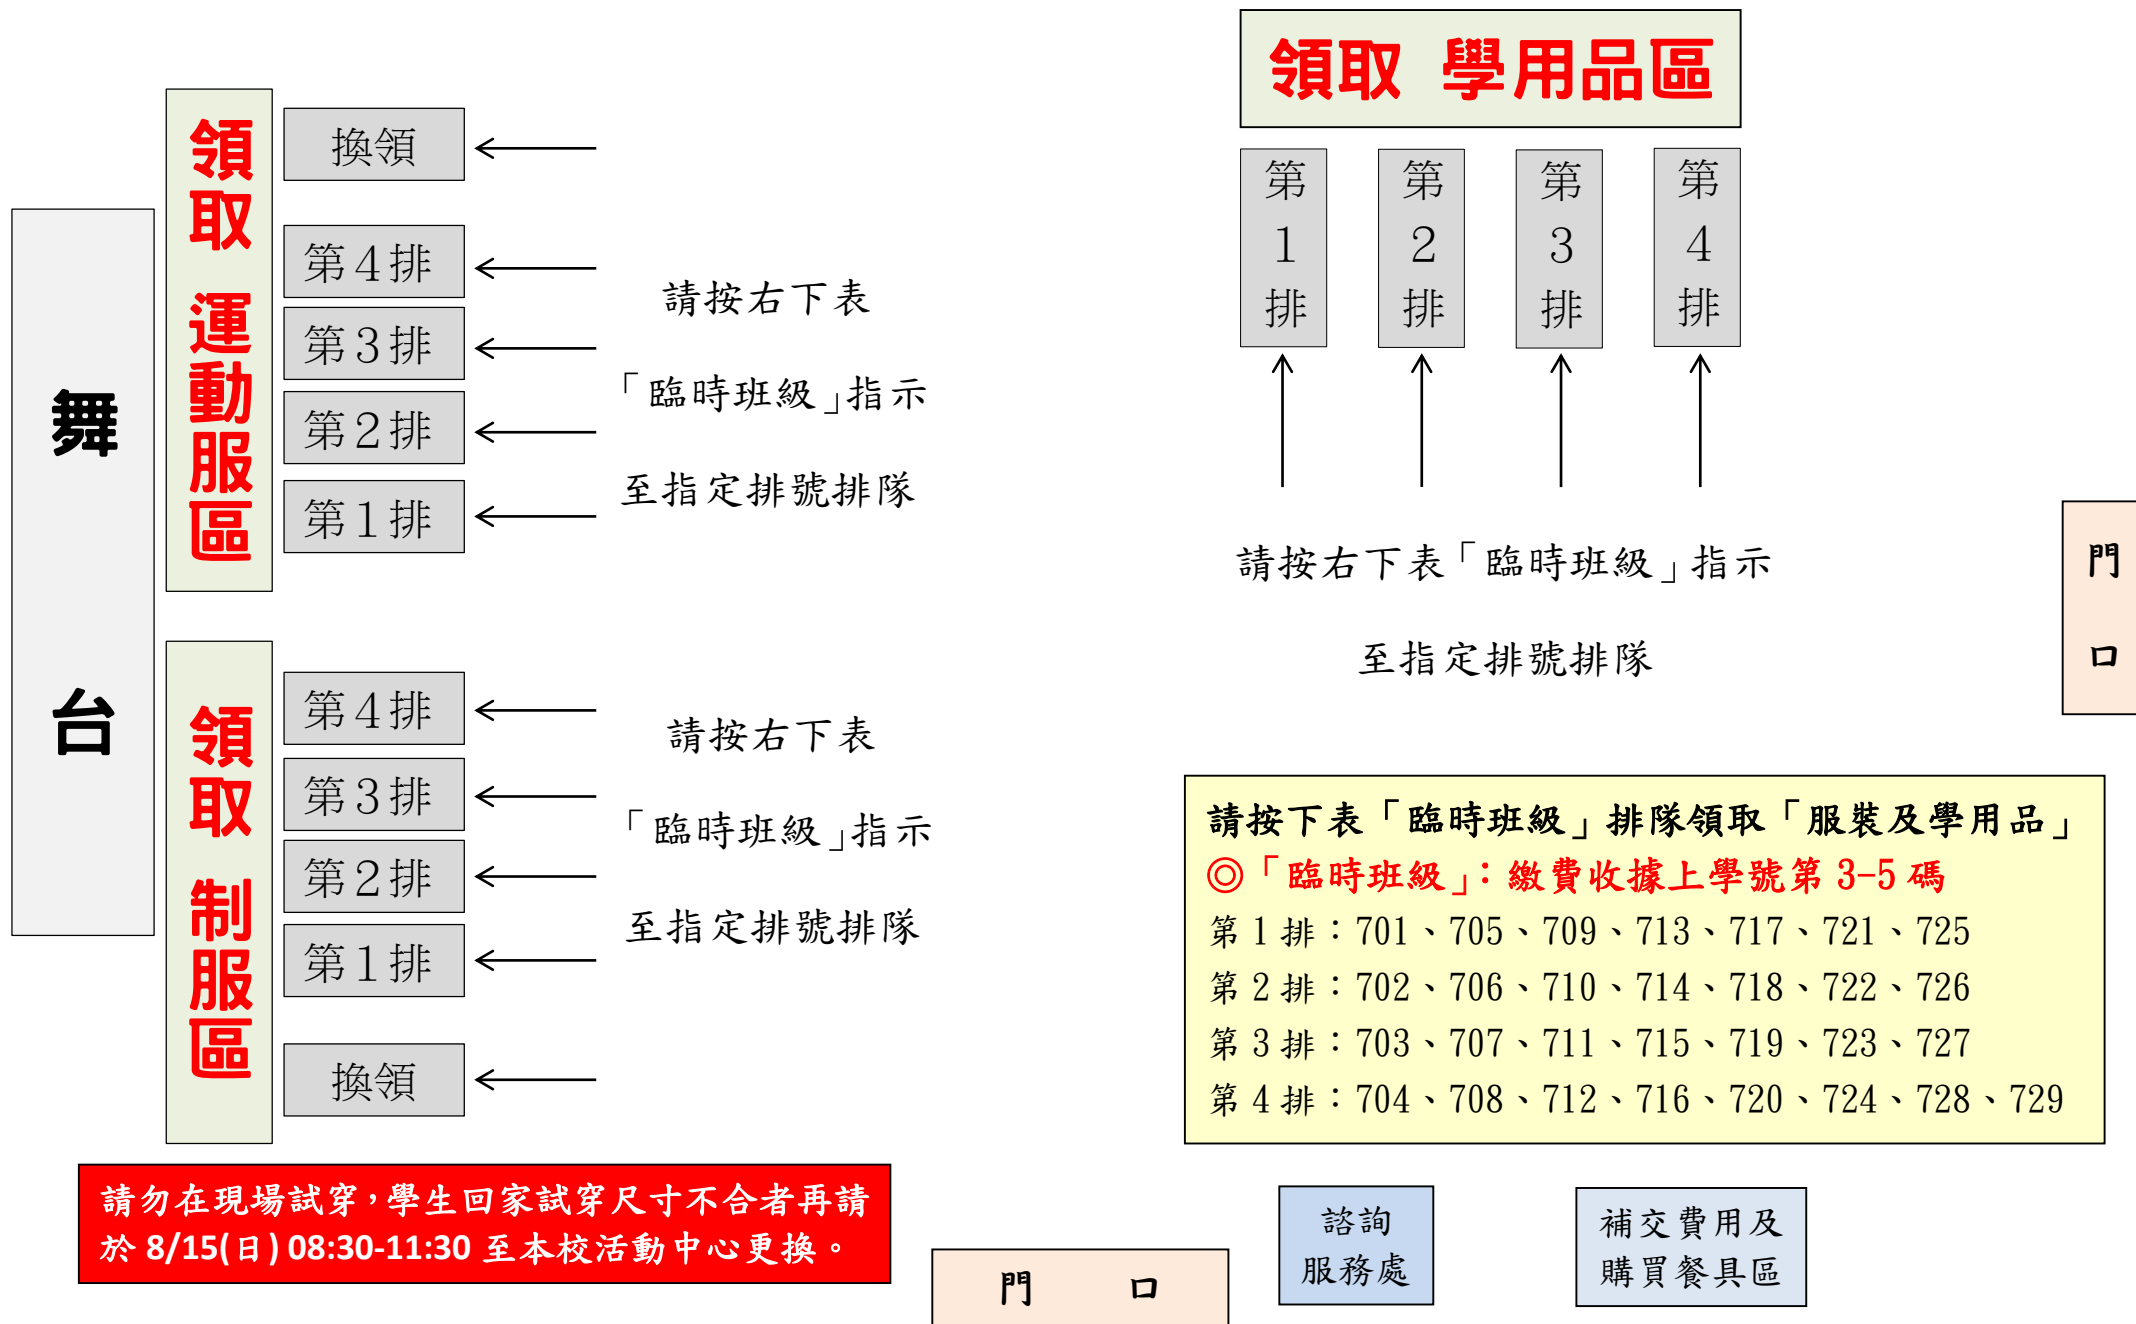 領取 學用品區
第1排
第2排
第3排
第4排
請按右下表「臨時班級」指示
至指定排號排隊
舞台
領取 運動服區
換領
第4排
第3排
第2排
第1排
請按右下表
「臨時班級」指示
至指定排號排隊
領取 制服區
第4排
第3排
第2排
第1排
換領
請按右下表
「臨時班級」指示
至指定排號排隊
門口
請按下表「臨時班級」排隊領取「服裝及學用品」
◎「臨時班級」：繳費收據上學號第 3-5 碼
第 1 排：701、705、709、713、717、721、725
第 2 排：702、706、710、714、718、722、726
第 3 排：703、707、711、715、719、723、727
第 4 排：704、708、712、716、720、724、728、729
請勿在現場試穿，學生回家試穿尺寸不合者再請
於 8/15(日) 08:30-11:30 至本校活動中心更換。
門 口
諮詢
服務處
補交費用及
購買餐具區